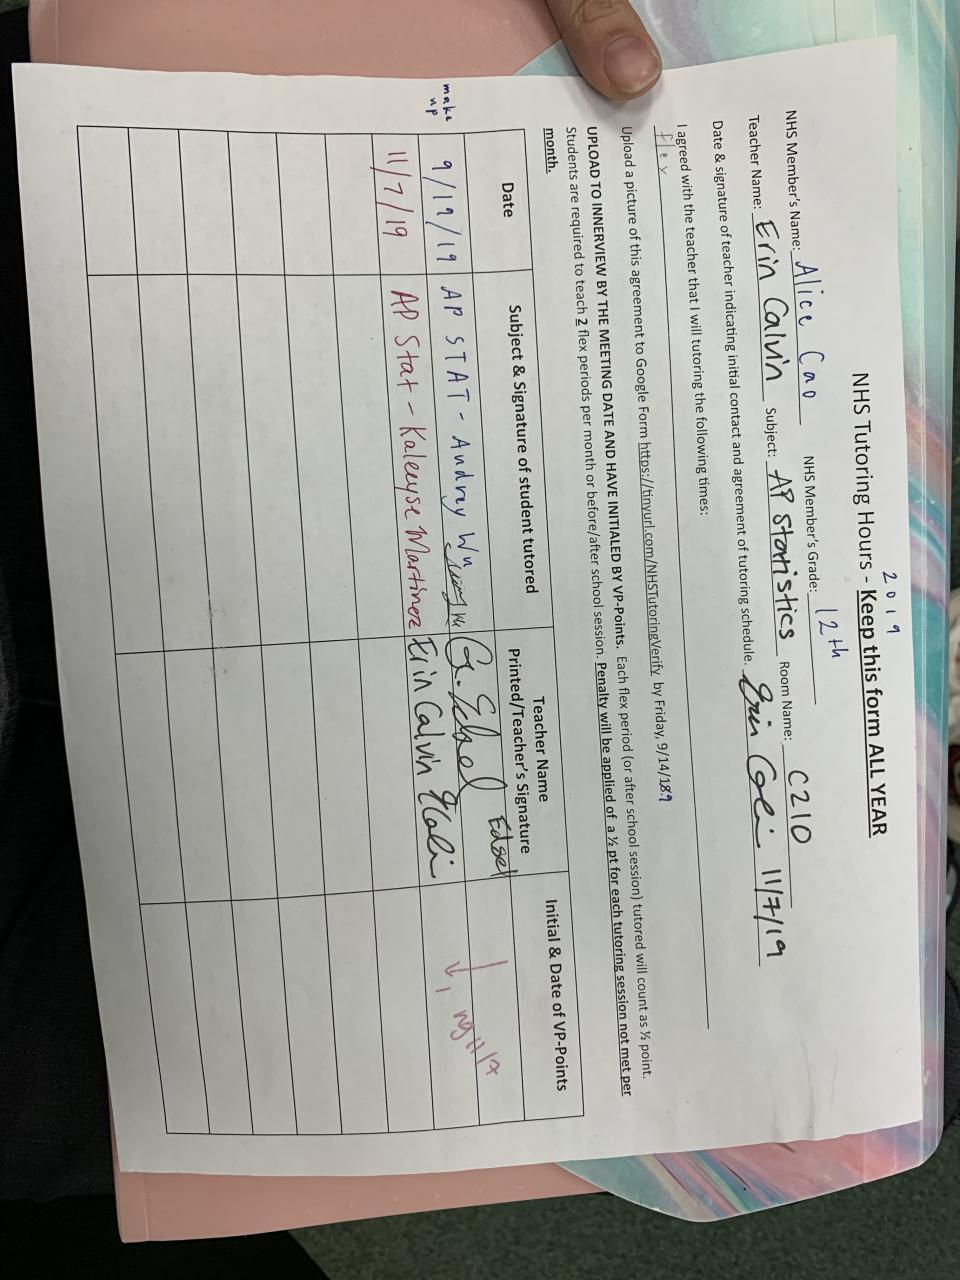 2019
NHS Tutoring Hours - Keep this form ALL YEAR
NHS Member's Name: Alice Cao NHS Member's Grade: 12th
Teacher Name: Erin Calvin Subject: AP Statistics Room Name: C210
Date & signature of teacher indicating initial contact and agreement of tutoring schedule. 11/7/19
I agreed with the teacher that I will tutoring the following times:
flex
Upload a picture of this agreement to Google Form https://tinyurl.com/NHSTutoringVerify by Friday, 9/14/189
UPLOAD TO INNERVIEW BY THE MEETING DATE AND HAVE INITIALED BY VP-Points. Each flex period (or after school session) tutored will count as ½ point.
Students are required to teach 2 flex periods per month or before/after school session. Penalty will be applied of a ½ pt for each tutoring session not met per
month.
Date Subject & Signature of student tutored Teacher Name Printed/Teacher's Signature Initial & Date of VP-Points
make up 9/19/19 AP STAT - Andrey Wu G. Edsel Edsel
11/7/19 AP Stat - Kaleyse Martinez Erin Calvin